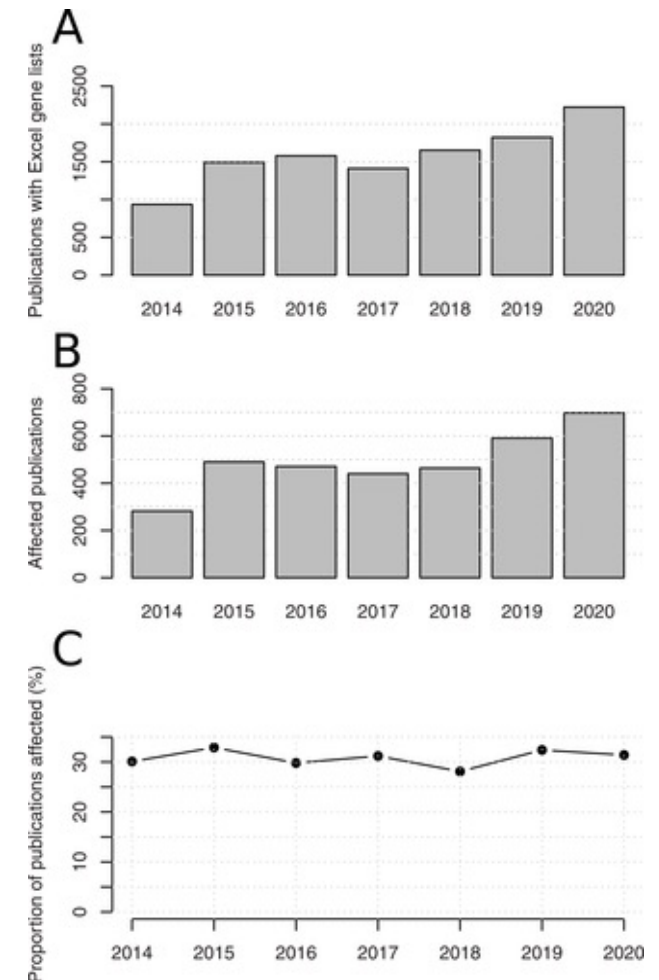 A
Publications with Excel gene lists
2500
1500
500
0
2014 2015 2016 2017 2018 2019 2020
B
Affected publications
800
600
400
200
0
2014 2015 2016 2017 2018 2019 2020
C
Proportion of publications affected (%)
30
20
10
0
2014 2015 2016 2017 2018 2019 2020